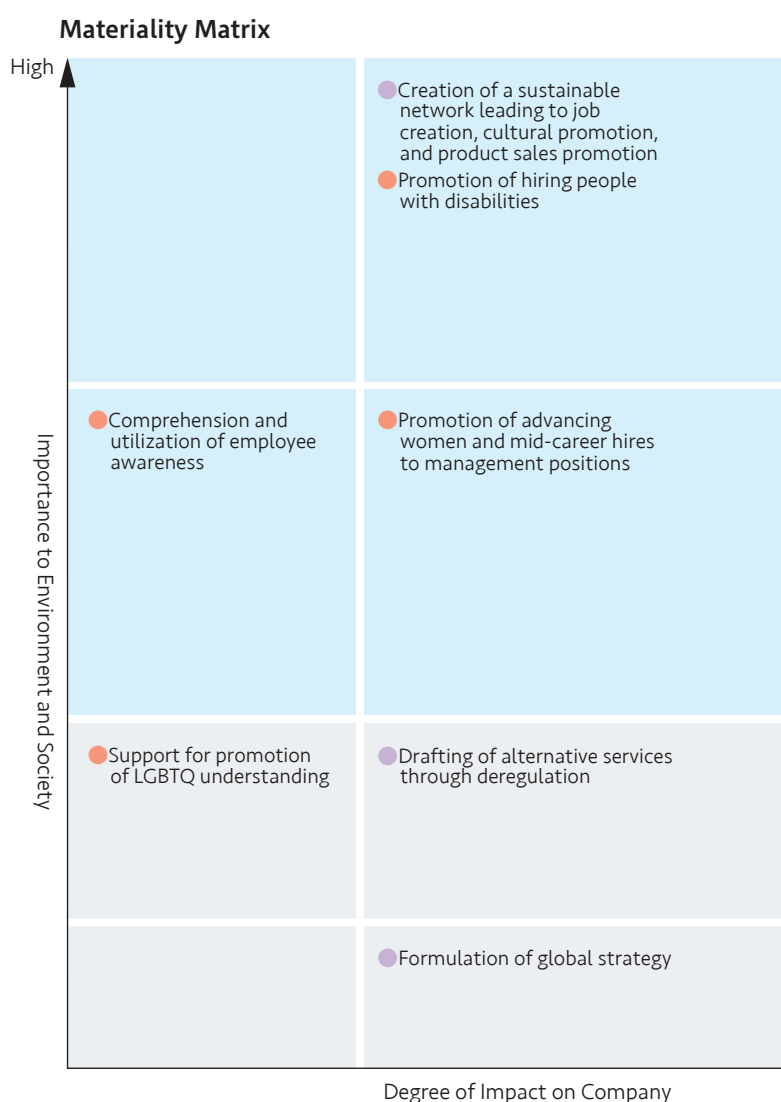 Materiality Matrix
High
Creation of a sustainable
network leading to job
creation, cultural promotion,
and product sales promotion
Promotion of hiring people
with disabilities
Importance to Environment and Society
Comprehension and
utilization of employee
awareness
Promotion of advancing
women and mid-career hires
to management positions
Support for promotion
of LGBTQ understanding
Drafting of alternative services
through deregulation
Formulation of global strategy
Degree of Impact on Company